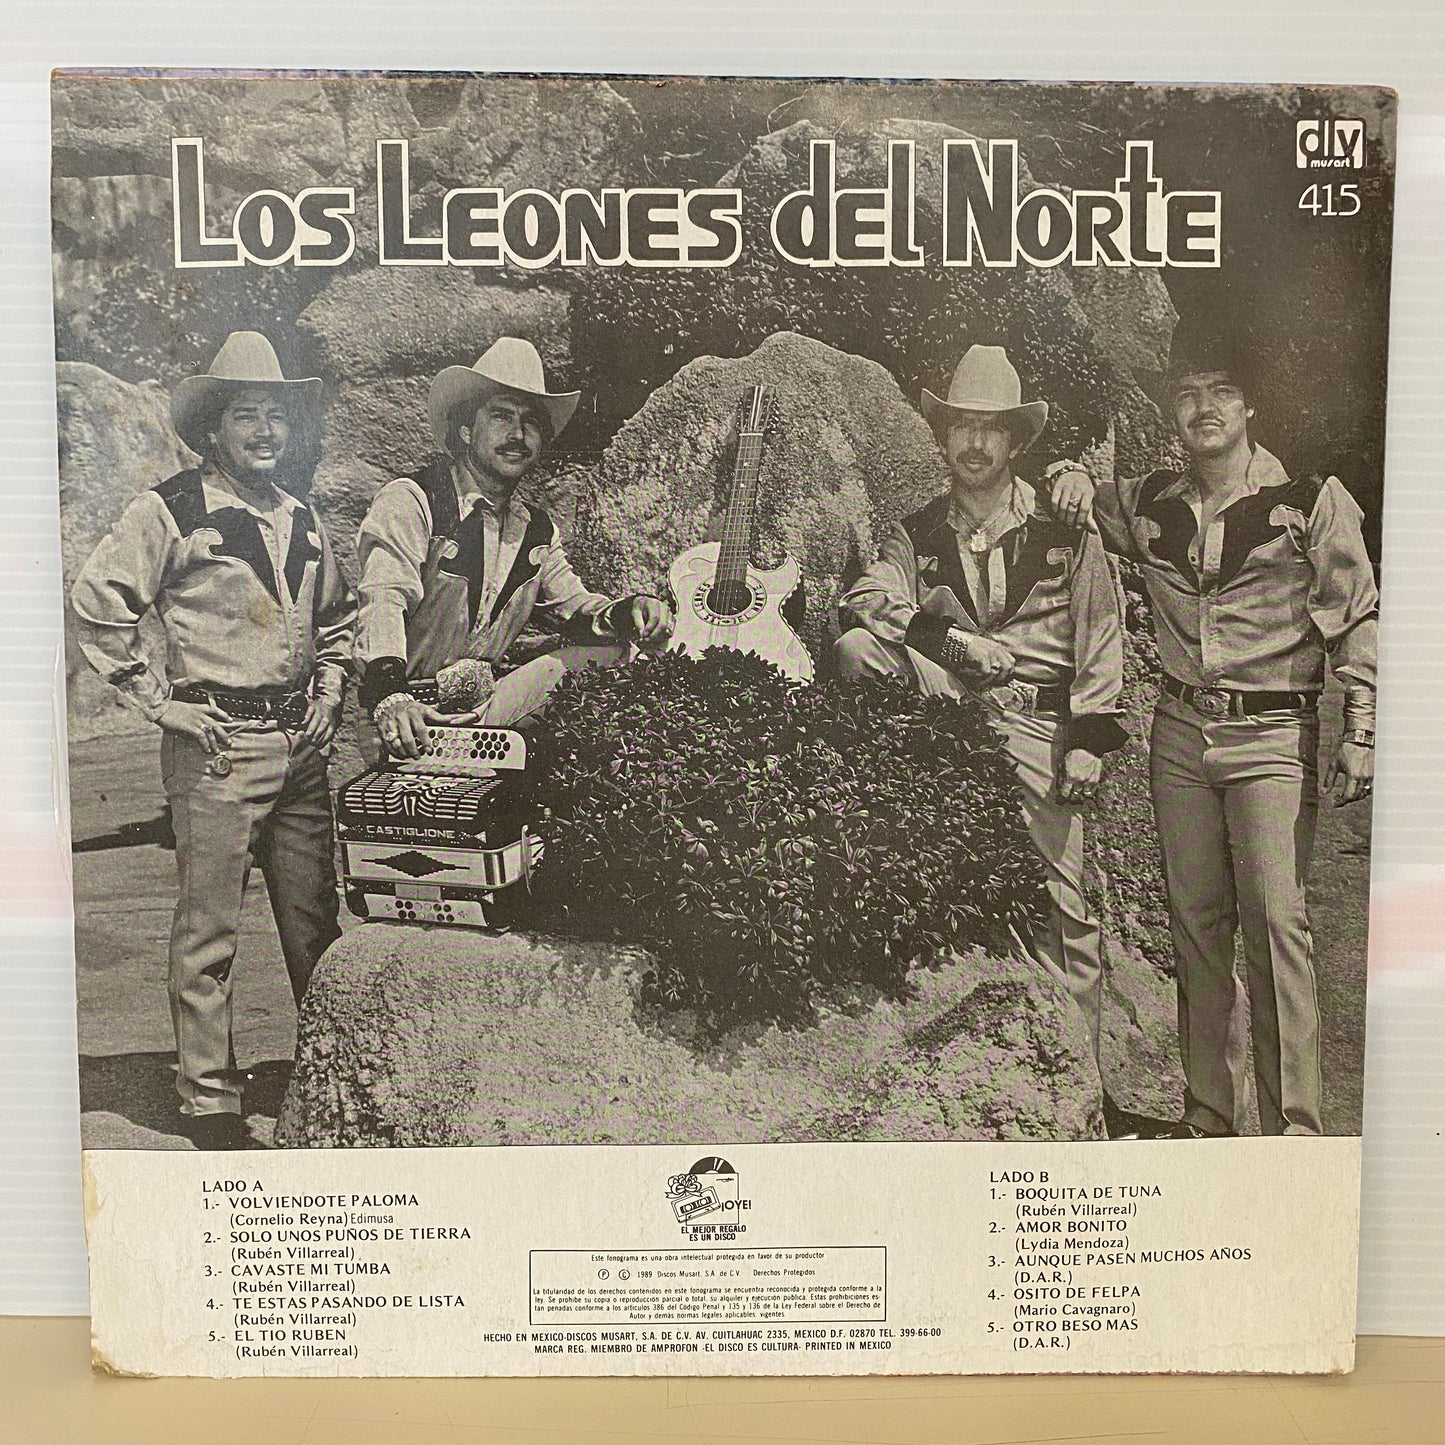 LOS LEONES del NORTE
dlv
musart
415
CASTIGLIONE
LADO A
1.- VOLVIENDOTE PALOMA
(Cornelio Reyna) Edimusa
2.- SOLO UNOS PUÑOS DE TIERRA
(Rubén Villarreal)
3.- CAVASTE MI TUMBA
(Rubén Villarreal)
4.- TE ESTAS PASANDO DE LISTA
(Rubén Villarreal)
5.- EL TIO RUBEN
(Rubén Villarreal)
¡OYE!
EL MEJOR REGALO
ES UN DISCO
Este fonograma es una obra intelectual protegida en favor de su productor
Ⓟ © 1989 Discos Musart, S.A. de C.V. Derechos Protegidos
La titularidad de los derechos contenidos en este fonograma se encuentra reconocida y protegida conforme a la
ley. Se prohibe su copia o reproducción parcial o total, su alquiler y ejecución pública. Estas prohibiciones es-
tan penadas conforme a los artículos 386 del Código Penal y 135 y 136 de la Ley Federal sobre el Derecho de
Autor y demás normas legales aplicables, vigentes.
HECHO EN MEXICO-DISCOS MUSART, S.A. DE C.V. AV. CUITLAHUAC 2335, MEXICO D.F. 02870 TEL. 399-66-00
MARCA REG. MIEMBRO DE AMPROFON -EL DISCO ES CULTURA- PRINTED IN MEXICO
LADO B
1.- BOQUITA DE TUNA
(Rubén Villarreal)
2.- AMOR BONITO
(Lydia Mendoza)
3.- AUNQUE PASEN MUCHOS AÑOS
(D.A.R.)
4.- OSITO DE FELPA
(Mario Cavagnaro)
5.- OTRO BESO MAS
(D.A.R.)